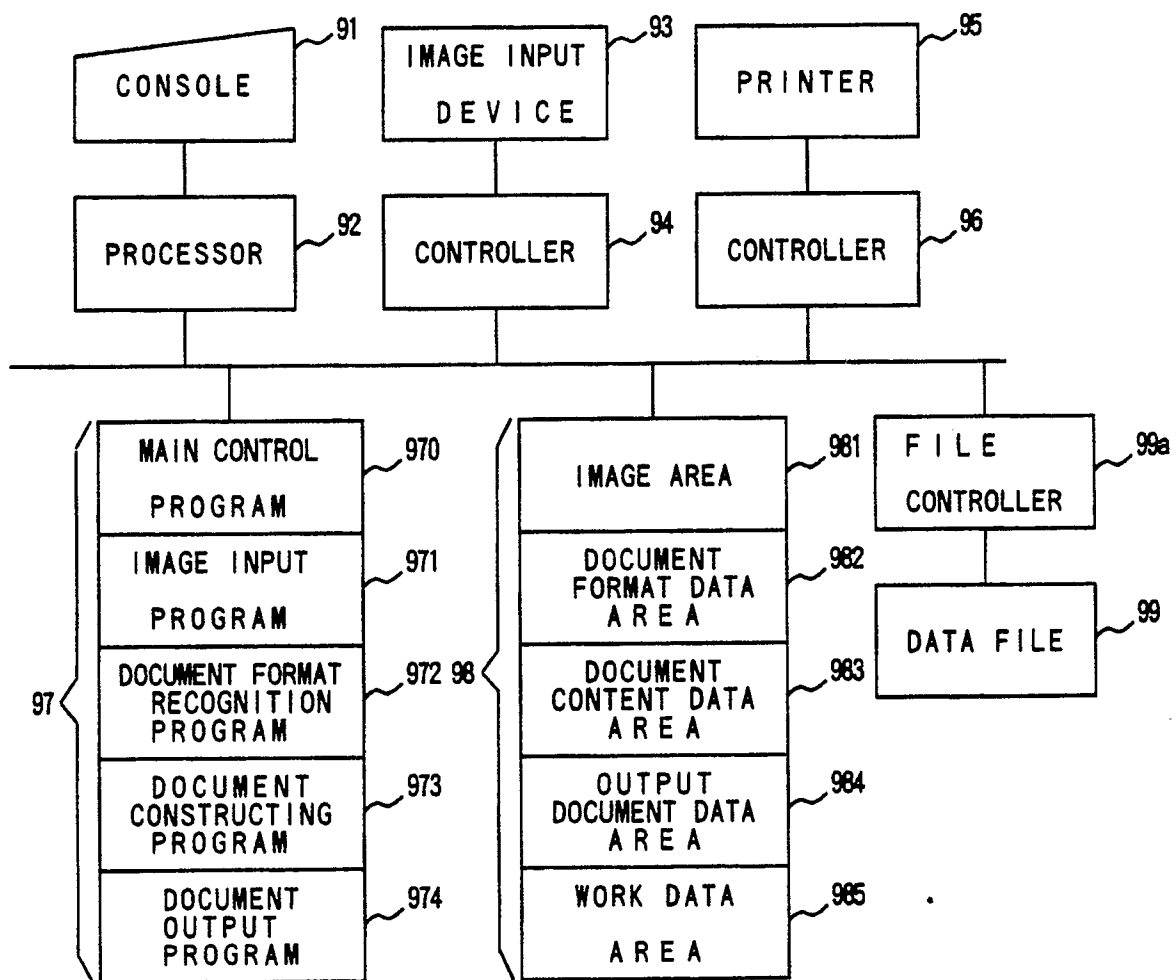 91
CONSOLE
93
IMAGE INPUT
DEVICE
95
PRINTER
92
PROCESSOR
94
CONTROLLER
96
CONTROLLER
97
MAIN CONTROL
PROGRAM
970
IMAGE INPUT
PROGRAM
971
DOCUMENT FORMAT
RECOGNITION
PROGRAM
972
DOCUMENT
CONSTRUCTING
PROGRAM
973
DOCUMENT
OUTPUT
PROGRAM
974
98
IMAGE AREA
981
DOCUMENT
FORMAT DATA
AREA
982
DOCUMENT
CONTENT DATA
AREA
983
OUTPUT
DOCUMENT DATA
AREA
984
WORK DATA
AREA
985
FILE
CONTROLLER
99a
DATA FILE
99